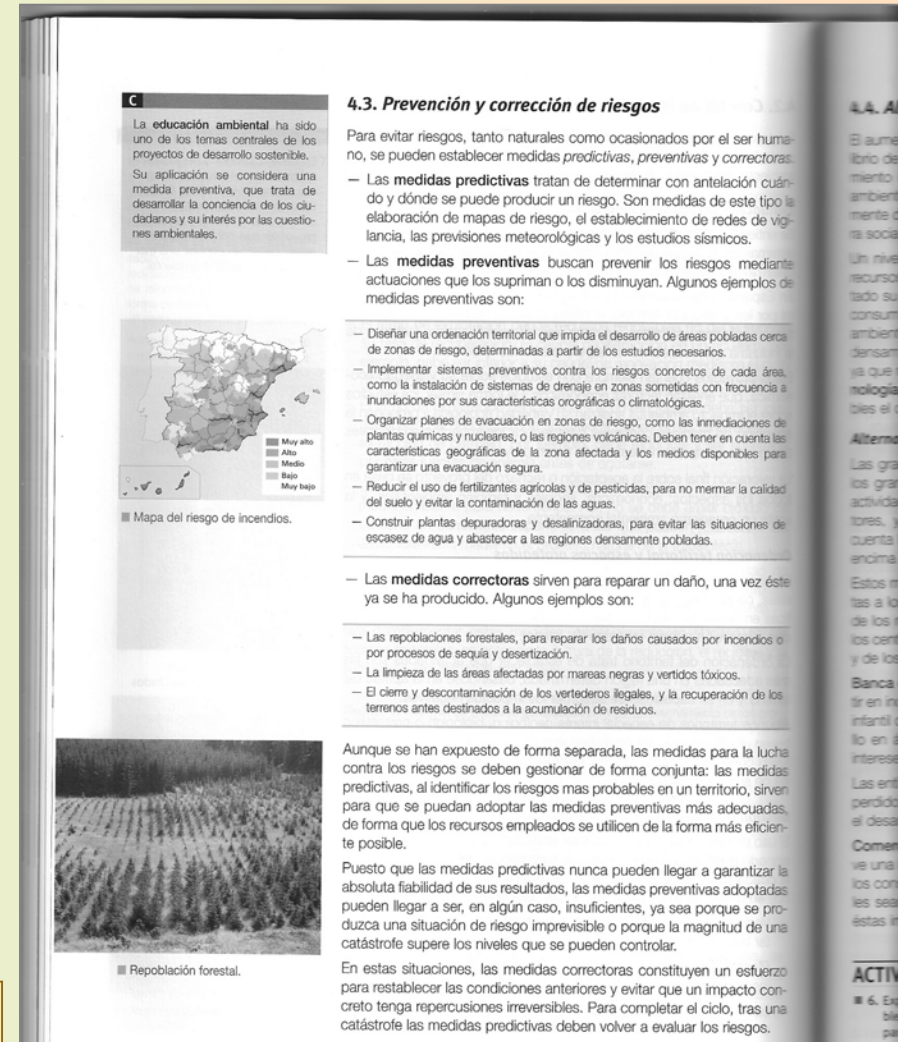 C
La educación ambiental ha sido
uno de los temas centrales de los
proyectos de desarrollo sostenible.
Su aplicación se considera una
medida preventiva, que trata de
desarrollar la conciencia de los ciu-
dadanos y su interés por las cuestio-
nes ambientales.
Muy alto
Alto
Medio
Bajo
Muy bajo
Mapa del riesgo de incendios.
Repoblación forestal.
4.3. Prevención y corrección de riesgos
Para evitar riesgos, tanto naturales como ocasionados por el ser huma-
no, se pueden establecer medidas predictivas, preventivas y correctoras.
— Las medidas predictivas tratan de determinar con antelación cuán-
do y dónde se puede producir un riesgo. Son medidas de este tipo la
elaboración de mapas de riesgo, el establecimiento de redes de vigi-
lancia, las previsiones meteorológicas y los estudios sísmicos.
— Las medidas preventivas buscan prevenir los riesgos mediante
actuaciones que los supriman o los disminuyan. Algunos ejemplos de
medidas preventivas son:
— Diseñar una ordenación territorial que impida el desarrollo de áreas pobladas cerca
de zonas de riesgo, determinadas a partir de los estudios necesarios.
— Implementar sistemas preventivos contra los riesgos concretos de cada área,
como la instalación de sistemas de drenaje en zonas sometidas con frecuencia a
inundaciones por sus características orográficas o climatológicas.
— Organizar planes de evacuación en zonas de riesgo, como las inmediaciones de
plantas químicas y nucleares, o las regiones volcánicas. Deben tener en cuenta las
características geográficas de la zona afectada y los medios disponibles para
garantizar una evacuación segura.
— Reducir el uso de fertilizantes agrícolas y de pesticidas, para no mermar la calidad
del suelo y evitar la contaminación de las aguas.
— Construir plantas depuradoras y desalinizadoras, para evitar las situaciones de
escasez de agua y abastecer a las regiones densamente pobladas.
— Las medidas correctoras sirven para reparar un daño, una vez éste
ya se ha producido. Algunos ejemplos son:
— Las repoblaciones forestales, para reparar los daños causados por incendios o
por procesos de sequía y desertización.
— La limpieza de las áreas afectadas por mareas negras y vertidos tóxicos.
— El cierre y descontaminación de los vertederos ilegales, y la recuperación de los
terrenos antes destinados a la acumulación de residuos.
Aunque se han expuesto de forma separada, las medidas para la lucha
contra los riesgos se deben gestionar de forma conjunta: las medidas
predictivas, al identificar los riesgos mas probables en un territorio, sirven
para que se puedan adoptar las medidas preventivas más adecuadas,
de forma que los recursos empleados se utilicen de la forma más eficien-
te posible.
Puesto que las medidas predictivas nunca pueden llegar a garantizar la
absoluta fiabilidad de sus resultados, las medidas preventivas adoptadas
pueden llegar a ser, en algún caso, insuficientes, ya sea porque se pro-
duzca una situación de riesgo imprevisible o porque la magnitud de una
catástrofe supere los niveles que se pueden controlar.
En estas situaciones, las medidas correctoras constituyen un esfuerzo
para restablecer las condiciones anteriores y evitar que un impacto con-
creto tenga repercusiones irreversibles. Para completar el ciclo, tras una
catástrofe las medidas predictivas deben volver a evaluar los riesgos.
4.4.
El
Un
Las
Estos
Banca
Las